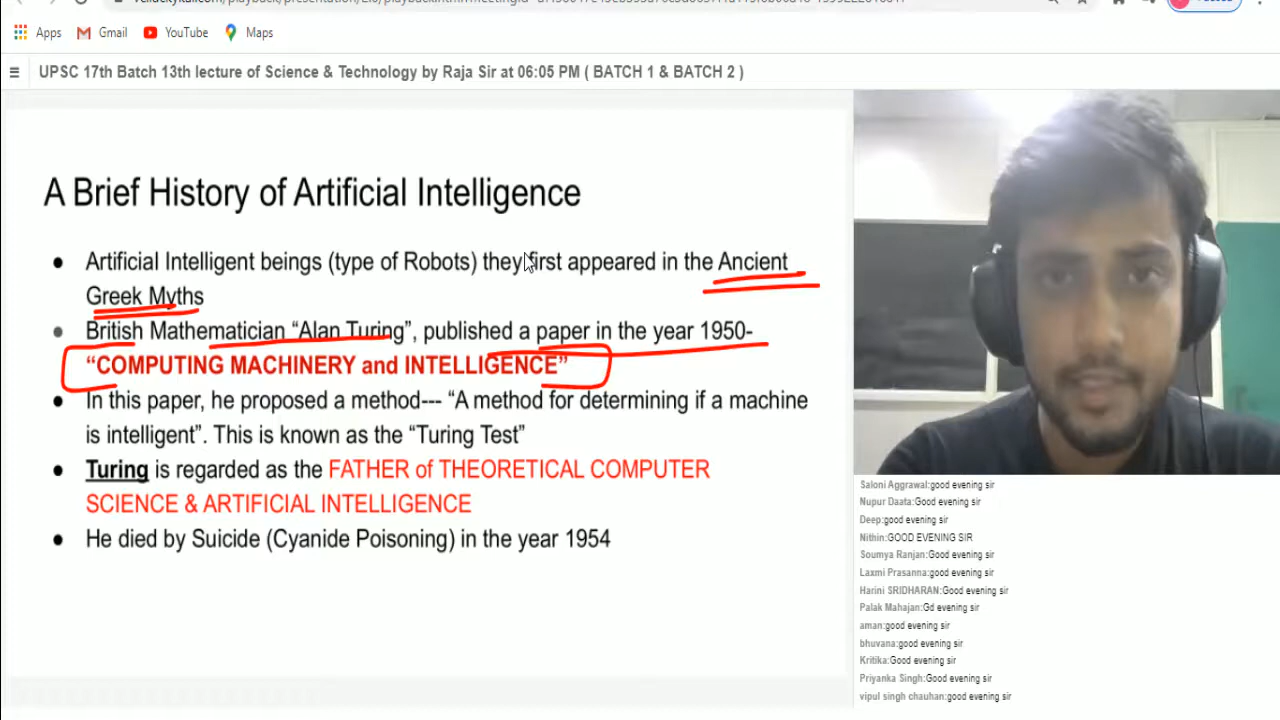 Apps Gmail YouTube Maps
UPSC 17th Batch 13th lecture of Science & Technology by Raja Sir at 06:05 PM ( BATCH 1 & BATCH 2 )
A Brief History of Artificial Intelligence
● Artificial Intelligent beings (type of Robots) they first appeared in the Ancient
Greek Myths
● British Mathematician “Alan Turing”, published a paper in the year 1950-
“COMPUTING MACHINERY and INTELLIGENCE”
● In this paper, he proposed a method--- “A method for determining if a machine
is intelligent”. This is known as the “Turing Test”
● Turing is regarded as the FATHER of THEORETICAL COMPUTER
SCIENCE & ARTIFICIAL INTELLIGENCE
● He died by Suicide (Cyanide Poisoning) in the year 1954
Saloni Aggrawal:good evening sir
Nupur Daata:Good evening sir
Deep:good evening sir
Nithin:GOOD EVENING SIR
Soumya Ranjan:Good evening sir
Laxmi Prasanna:good evening sir
Harini SRIDHARAN:Good evening sir
Palak Mahajan:Gd evening sir
aman:good evening sir
bhuvana:good evening sir
Kritika:Good evening sir
Priyanka Singh:Good evening sir
vipul singh chauhan:good evening sir